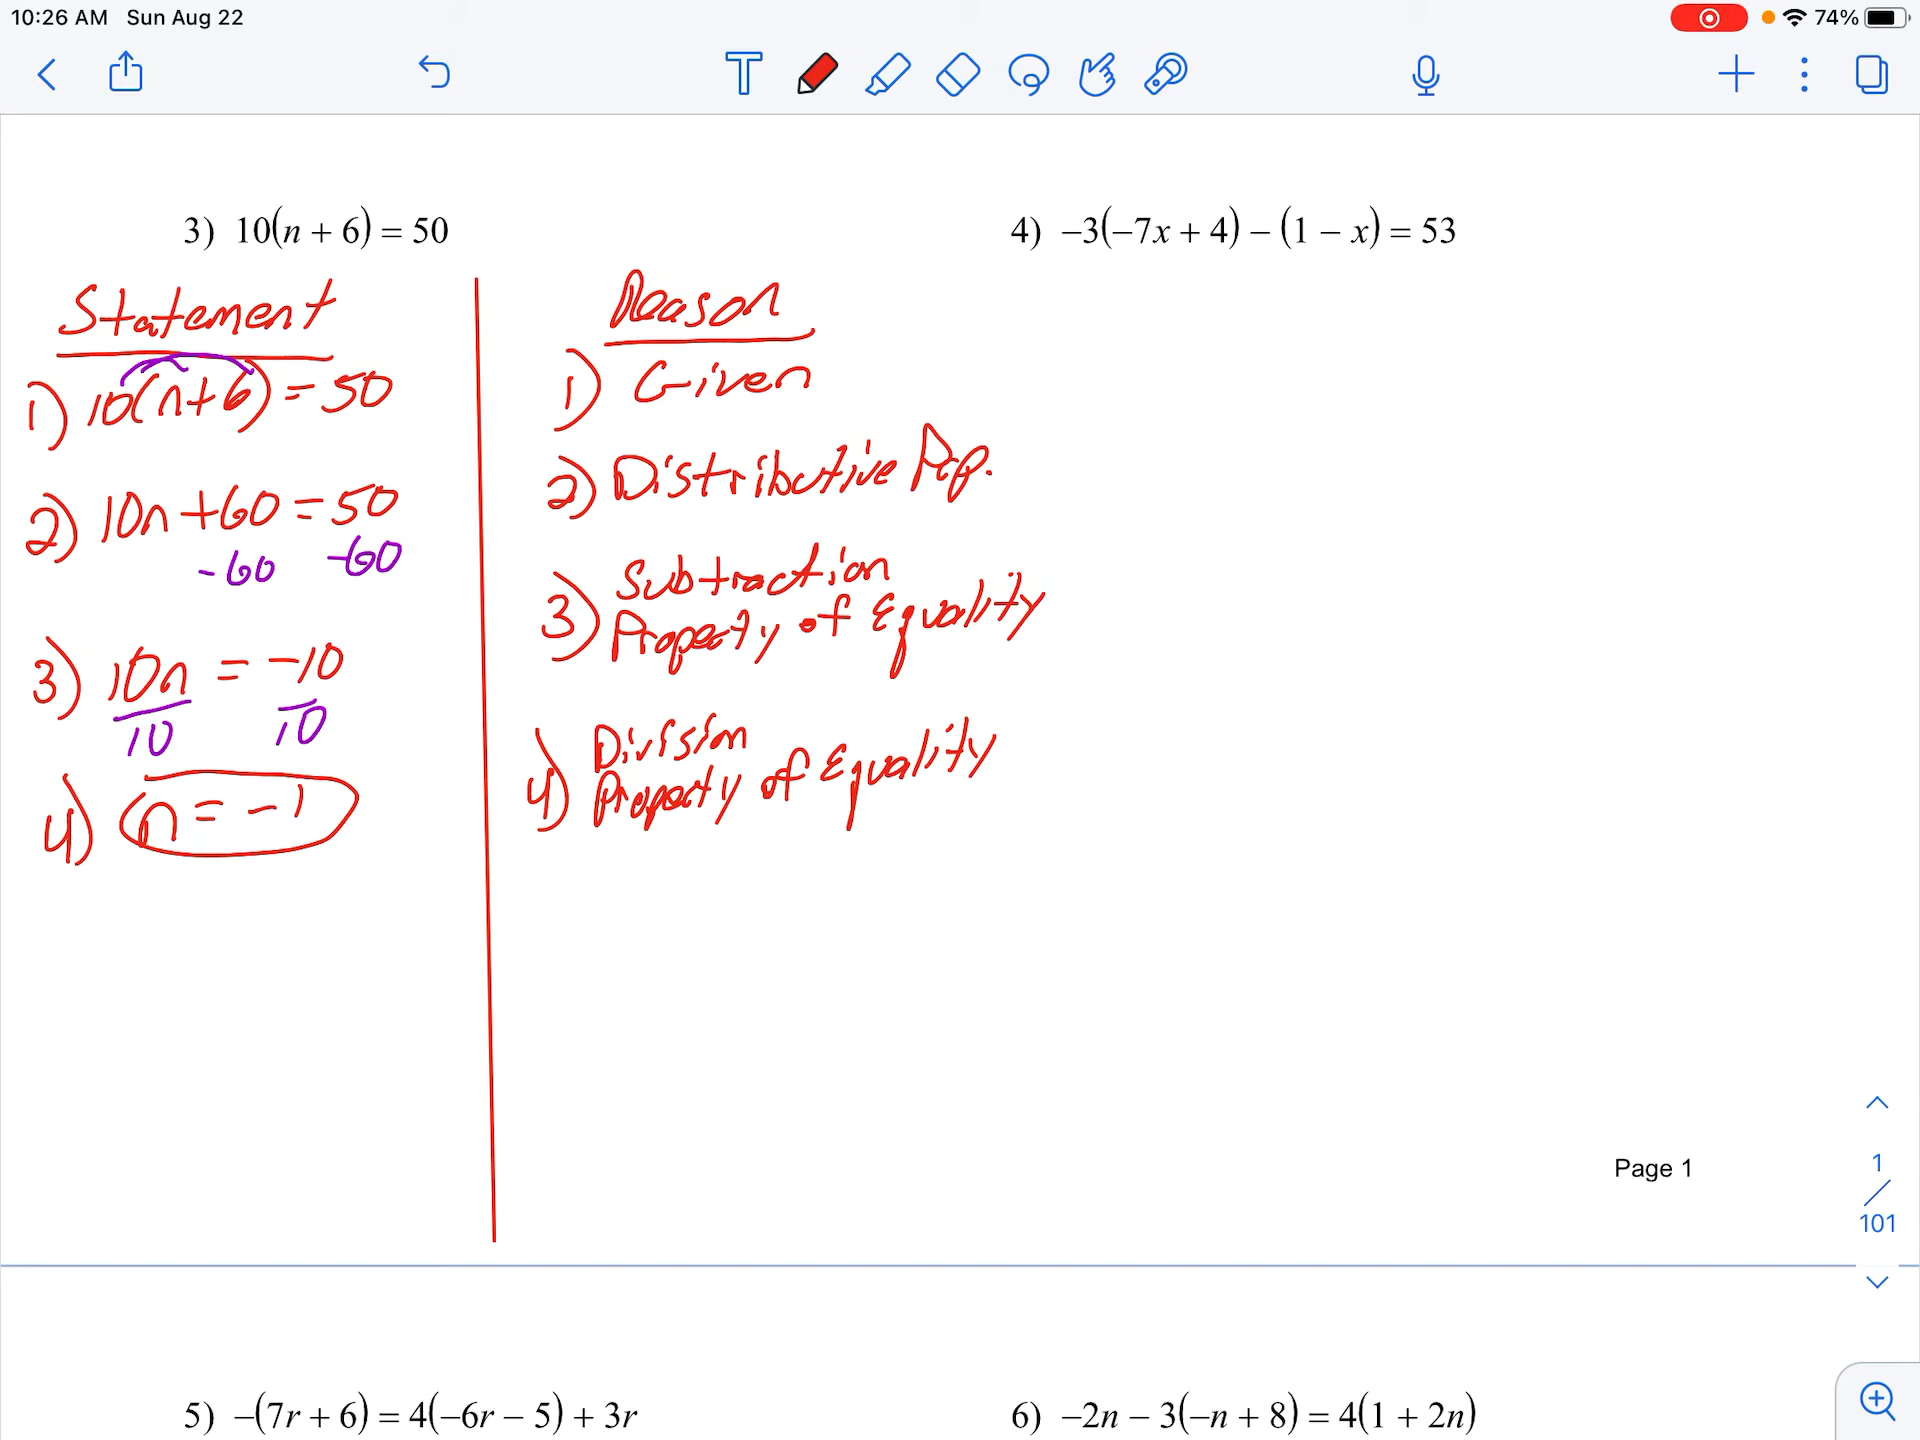 10:26 AM Sun Aug 22
74%
3) 10(n + 6) = 50
4) −3(−7x + 4) − (1 − x) = 53
Statement
Reason
1) 10(n+6) = 50
1) Given
2) 10n +60 = 50
-60 -60
2) Distributive Prop.
3) 10n = -10
10 10
3) Subtraction
Property of Equality
4) n = -1
4) Division
Property of Equality
Page 1
1
/
101
5) −(7r + 6) = 4(−6r − 5) + 3r
6) −2n − 3(−n + 8) = 4(1 + 2n)